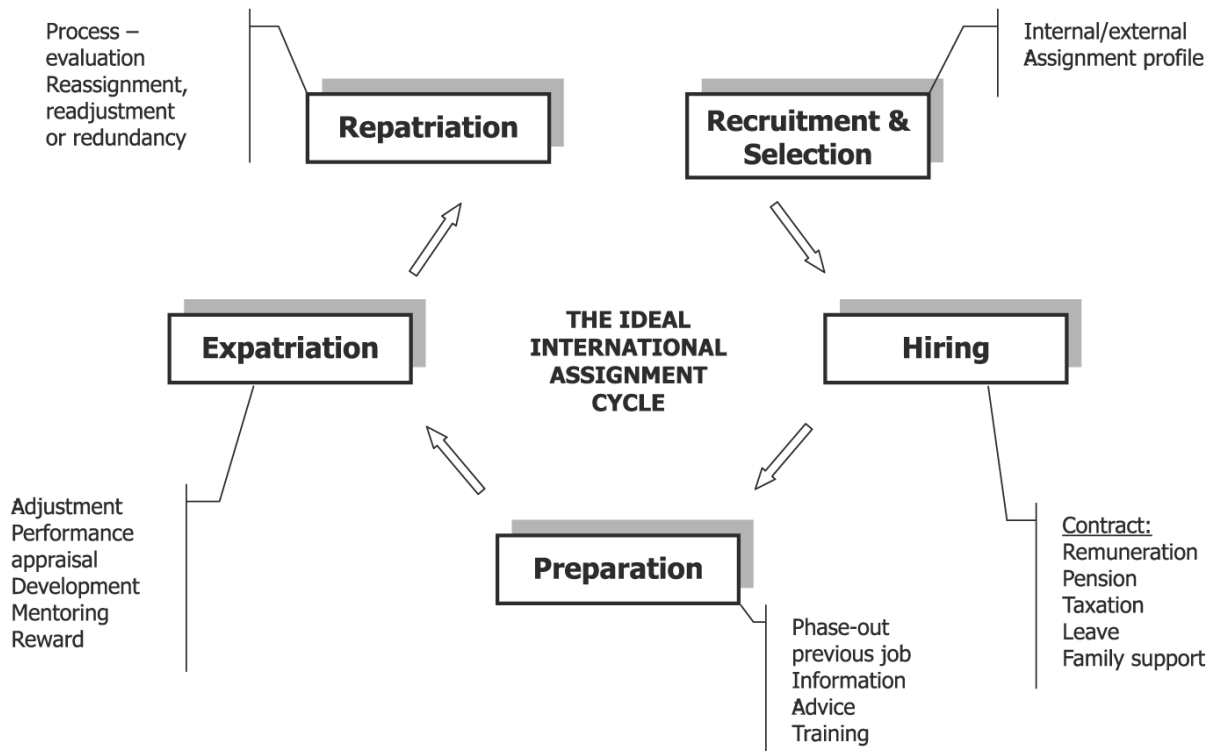 Process –
evaluation
Reassignment,
readjustment
or redundancy
Repatriation
Recruitment &
Selection
Internal/external
Assignment profile
Expatriation
THE IDEAL
INTERNATIONAL
ASSIGNMENT
CYCLE
Hiring
Adjustment
Performance
appraisal
Development
Mentoring
Reward
Preparation
Phase-out
previous job
Information
Advice
Training
Contract:
Remuneration
Pension
Taxation
Leave
Family support